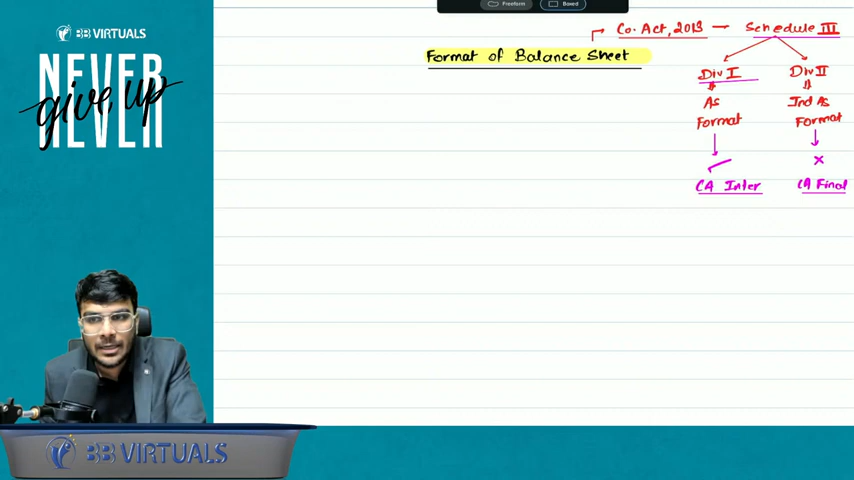 Freeform Boxed
BB VIRTUALS
NEVER
give up
NEVER
Co. Act, 2013 — Schedule III
Format of Balance Sheet
Div I Div II
As Ind As
Format Format
CA Inter CA Final
BB VIRTUALS